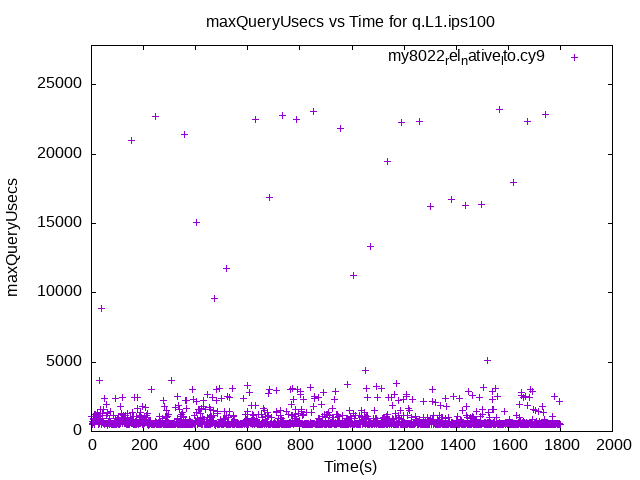 maxQueryUsecs vs Time for q.L1.ips100
my8022relnativelto.cy9
25000
20000
15000
10000
5000
0
maxQueryUsecs
0 200 400 600 800 1000 1200 1400 1600 1800 2000
Time(s)